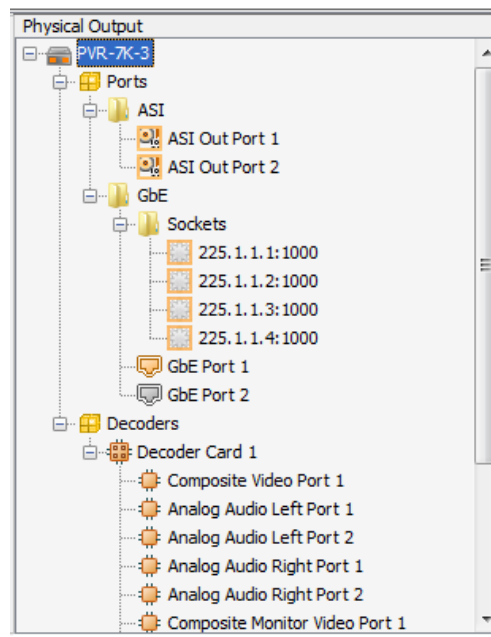 Physical Output
PVR-7K-3
Ports
ASI
ASI Out Port 1
ASI Out Port 2
GbE
Sockets
225.1.1.1:1000
225.1.1.2:1000
225.1.1.3:1000
225.1.1.4:1000
GbE Port 1
GbE Port 2
Decoders
Decoder Card 1
Composite Video Port 1
Analog Audio Left Port 1
Analog Audio Left Port 2
Analog Audio Right Port 1
Analog Audio Right Port 2
Composite Monitor Video Port 1